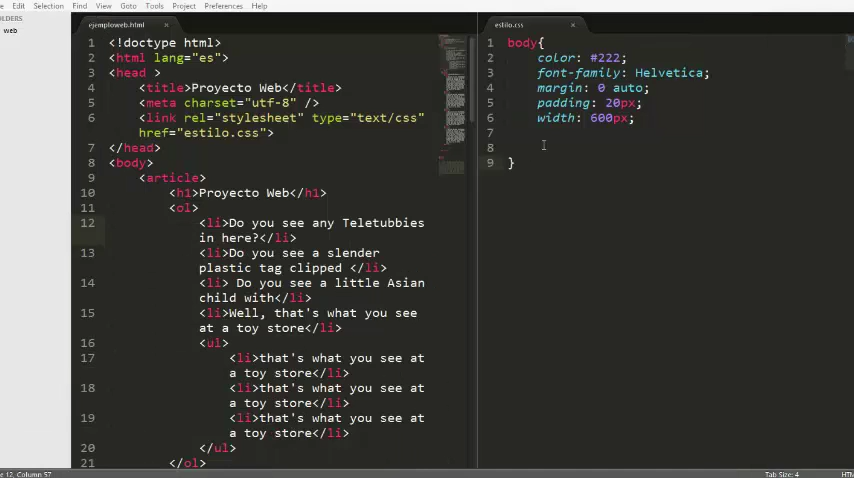 Edit Selection Find View Goto Tools Project Preferences Help
web
ejemploweb.html ×
1 <!doctype html>
2 <html lang="es">
3 <head >
4 <title>Proyecto Web</title>
5 <meta charset="utf-8" />
6 <link rel="stylesheet" type="text/css"
href="estilo.css">
7 </head>
8 <body>
9 <article>
10 <h1>Proyecto Web</h1>
11 <ol>
12 <li>Do you see any Teletubbies
in here?</li>
13 <li>Do you see a slender
plastic tag clipped </li>
14 <li> Do you see a little Asian
child with</li>
15 <li>Well, that's what you see
at a toy store</li>
16 <ul>
17 <li>that's what you see at
a toy store</li>
18 <li>that's what you see at
a toy store</li>
19 <li>that's what you see at
a toy store</li>
20 </ul>
21 </ol>
estilo.css ×
1 body{
2 color: #222;
3 font-family: Helvetica;
4 margin: 0 auto;
5 padding: 20px;
6 width: 600px;
7
8
9 }
12, Column 57
Tab Size: 4